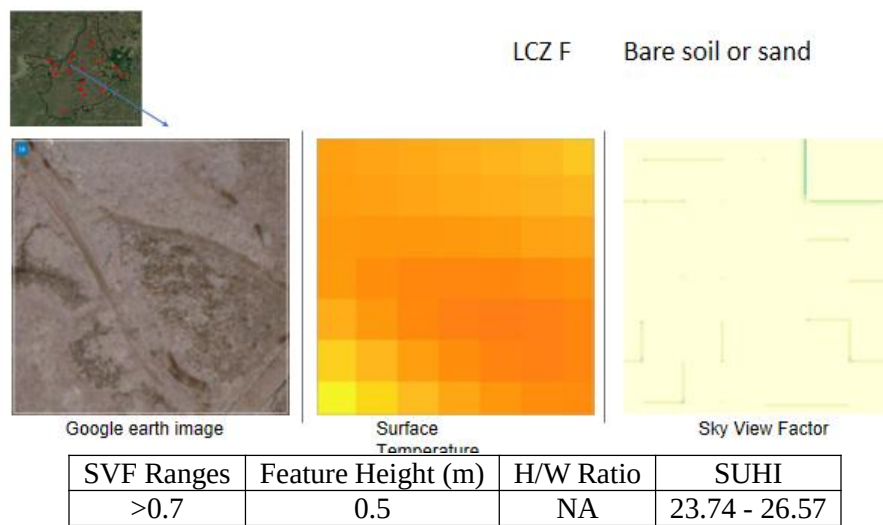 LCZ F Bare soil or sand
Google earth image
Surface
Temperature
Sky View Factor
SVF Ranges Feature Height (m) H/W Ratio SUHI
>0.7 0.5 NA 23.74 - 26.57